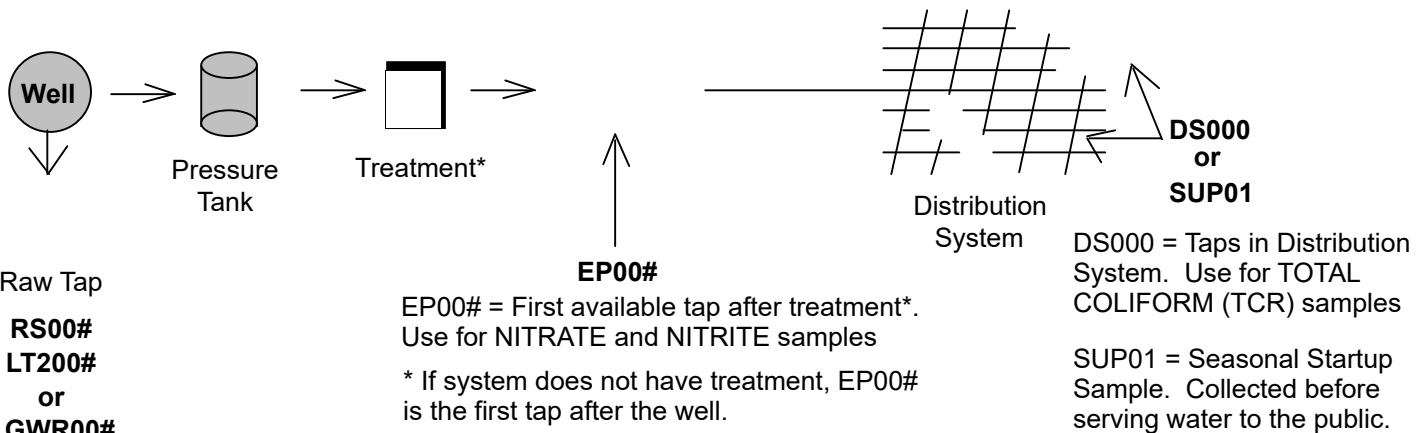 Well
Pressure
Tank
Treatment*
Distribution
System
DS000
or
SUP01
Raw Tap
RS00#
LT200#
or
GWR00#
EP00#
EP00# = First available tap after treatment*.
Use for NITRATE and NITRITE samples
* If system does not have treatment, EP00#
is the first tap after the well.
DS000 = Taps in Distribution
System. Use for TOTAL
COLIFORM (TCR) samples
SUP01 = Seasonal Startup
Sample. Collected before
serving water to the public.